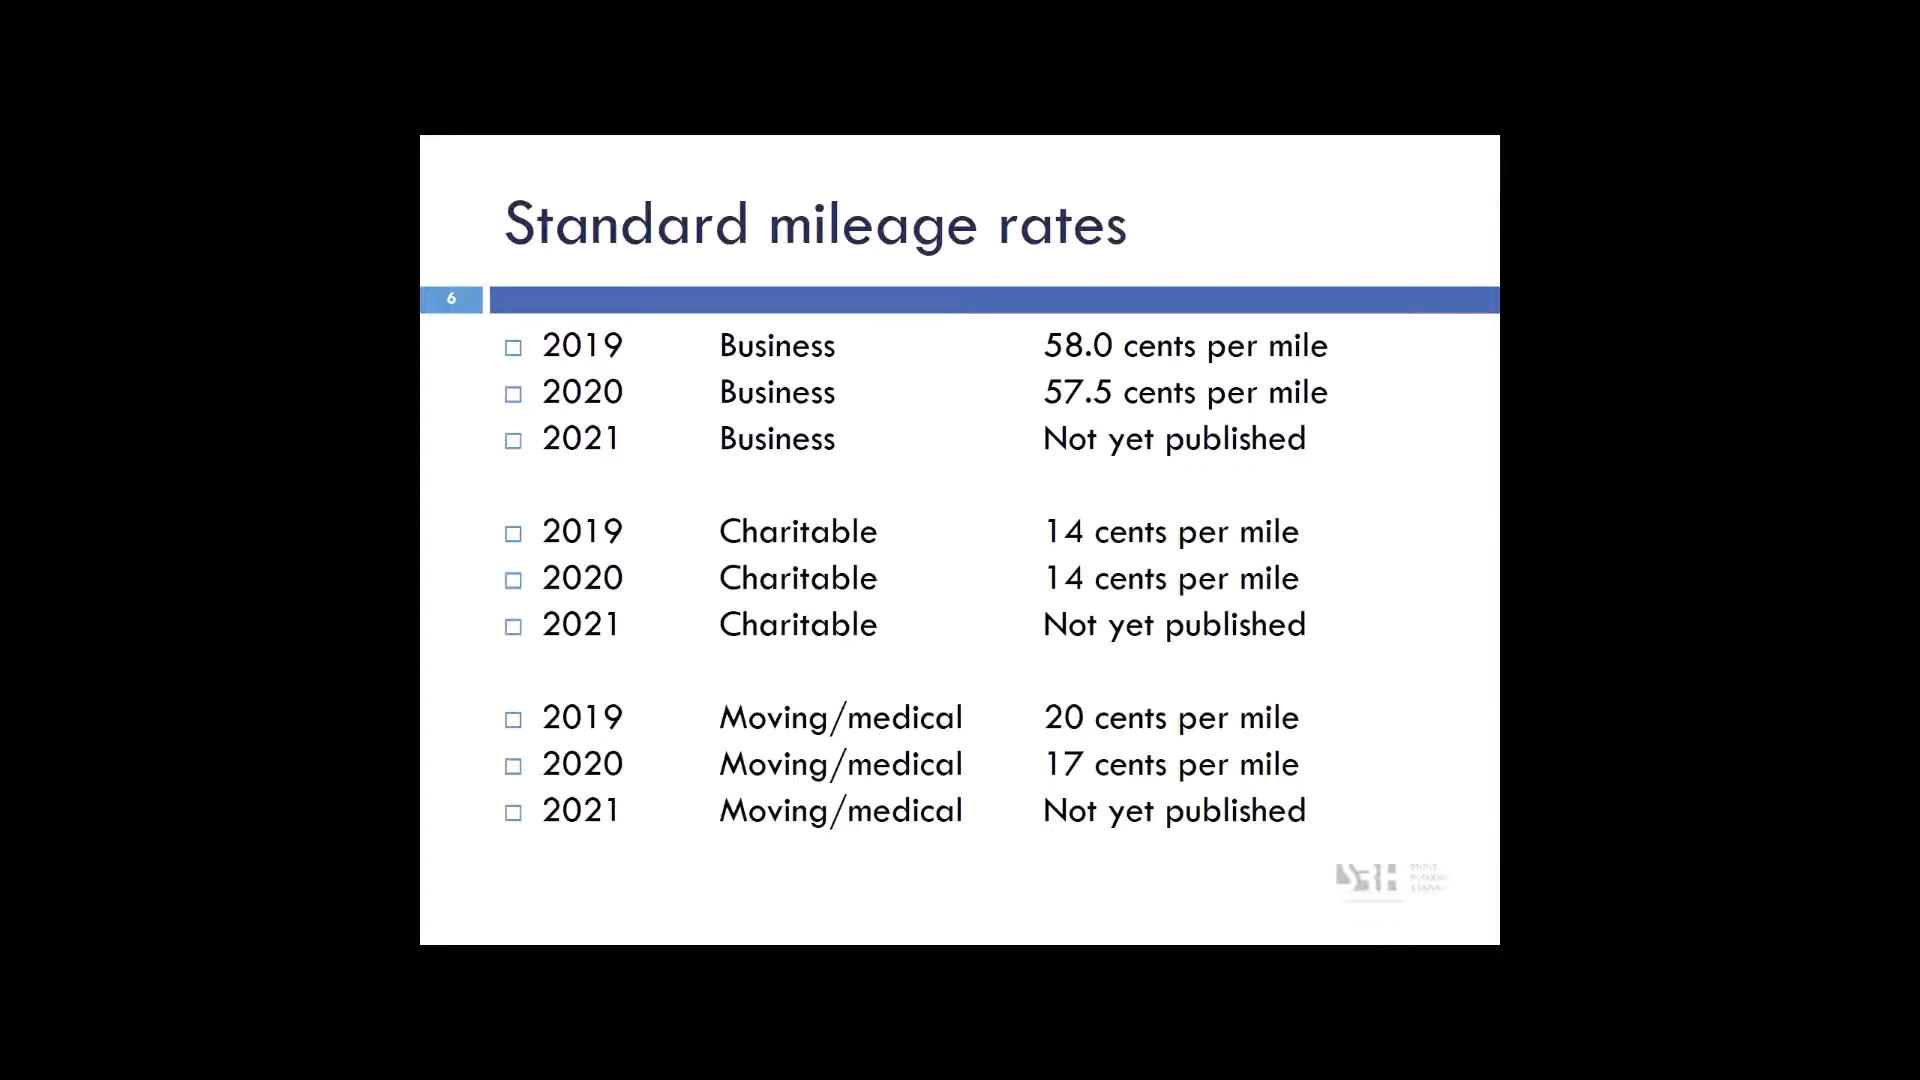 Standard mileage rates
6
2019 Business 58.0 cents per mile
2020 Business 57.5 cents per mile
2021 Business Not yet published
2019 Charitable 14 cents per mile
2020 Charitable 14 cents per mile
2021 Charitable Not yet published
2019 Moving/medical 20 cents per mile
2020 Moving/medical 17 cents per mile
2021 Moving/medical Not yet published